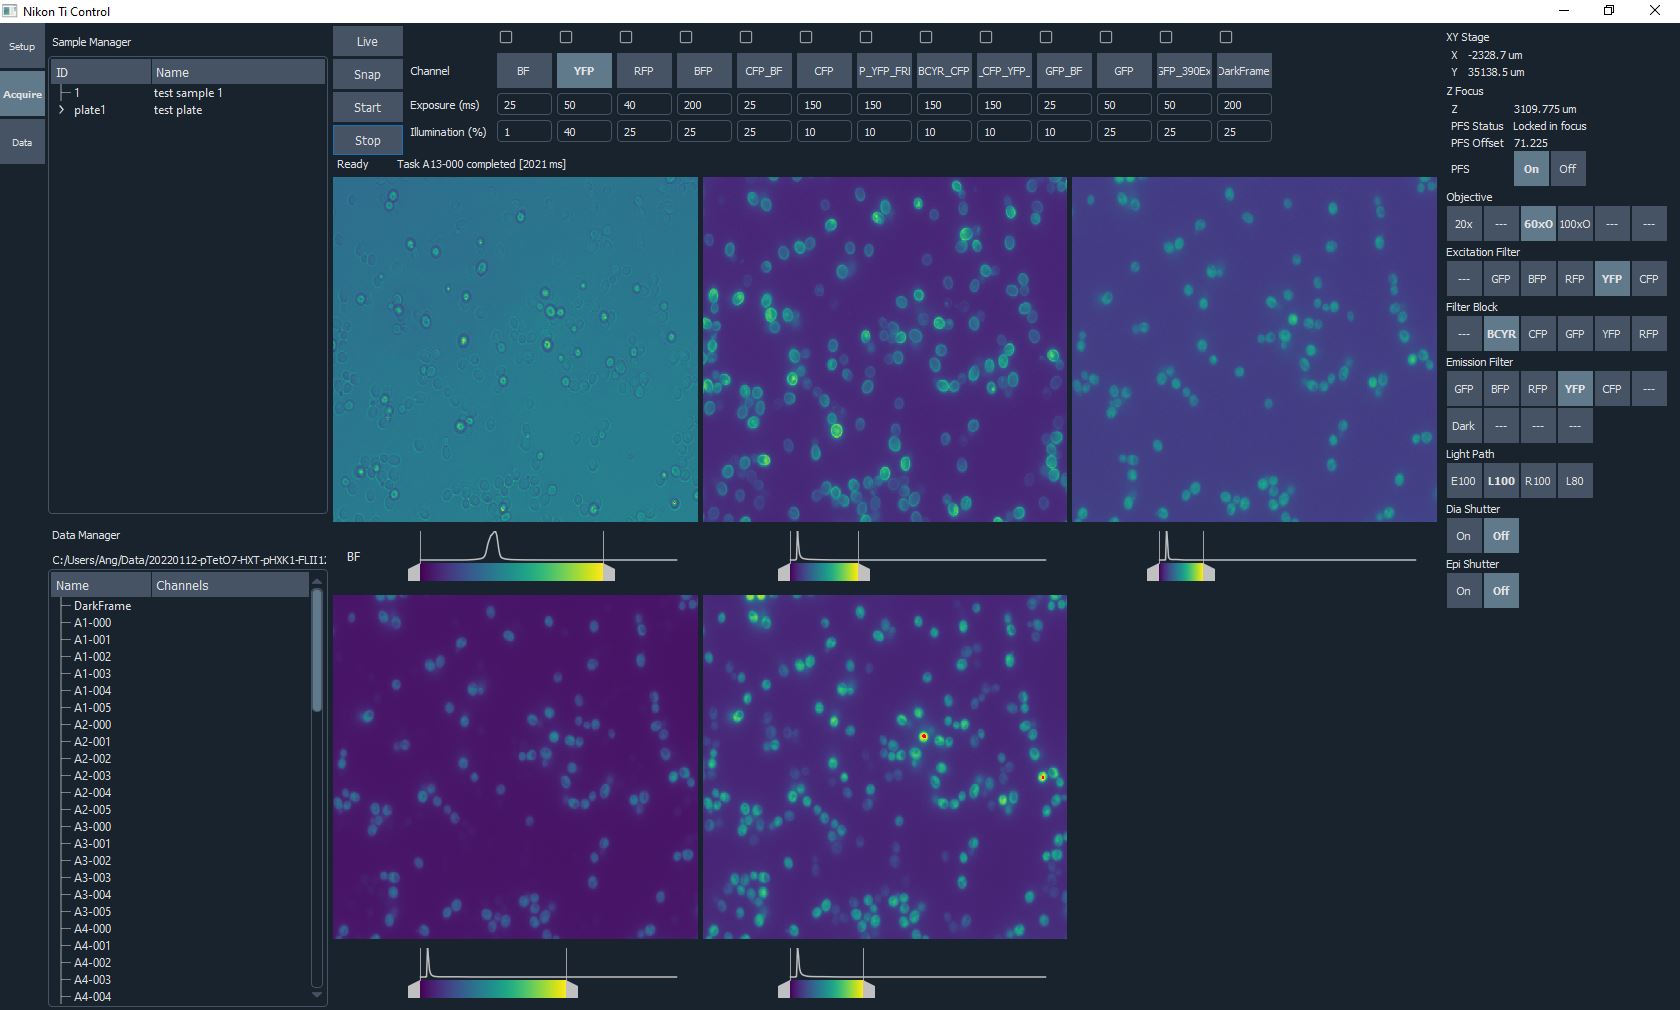 Nikon Ti Control
Setup
Acquire
Data
Sample Manager
ID Name
1 test sample 1
plate1 test plate
Live
Snap
Start
Stop
Channel BF YFP RFP BFP CFP_BF CFP P_YFP_FRI BCYR_CFP _CFP_YFP_ GFP_BF GFP GFP_390Ex DarkFrame
Exposure (ms) 25 50 40 200 25 150 150 150 150 25 50 50 200
Illumination (%) 1 40 25 25 25 10 10 10 10 10 25 25 25
Ready Task A13-000 completed [2021 ms]
BF
Data Manager
C:/Users/Ang/Data/20220112-pTetO7-HXT-pHXK1-FLII12
Name Channels
DarkFrame
A1-000
A1-001
A1-002
A1-003
A1-004
A1-005
A2-000
A2-001
A2-002
A2-003
A2-004
A2-005
A3-000
A3-001
A3-002
A3-003
A3-004
A3-005
A4-000
A4-001
A4-002
A4-003
A4-004
XY Stage
X -2328.7 um
Y 35138.5 um
Z Focus
Z 3109.775 um
PFS Status Locked in focus
PFS Offset 71.225
PFS On Off
Objective
20x --- 60xO 100xO --- ---
Excitation Filter
--- GFP BFP RFP YFP CFP
Filter Block
--- BCYR CFP GFP YFP RFP
Emission Filter
GFP BFP RFP YFP CFP ---
Dark --- --- ---
Light Path
E100 L100 R100 L80
Dia Shutter
On Off
Epi Shutter
On Off